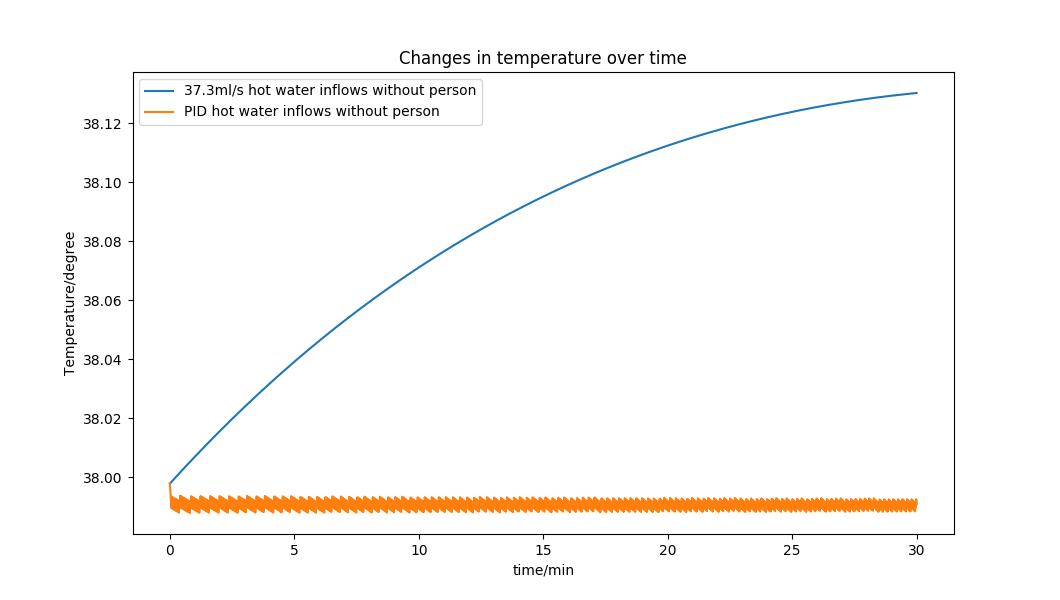 Changes in temperature over time
37.3ml/s hot water inflows without person
PID hot water inflows without person
Temperature/degree
38.12
38.10
38.08
38.06
38.04
38.02
38.00
0 5 10 15 20 25 30
time/min